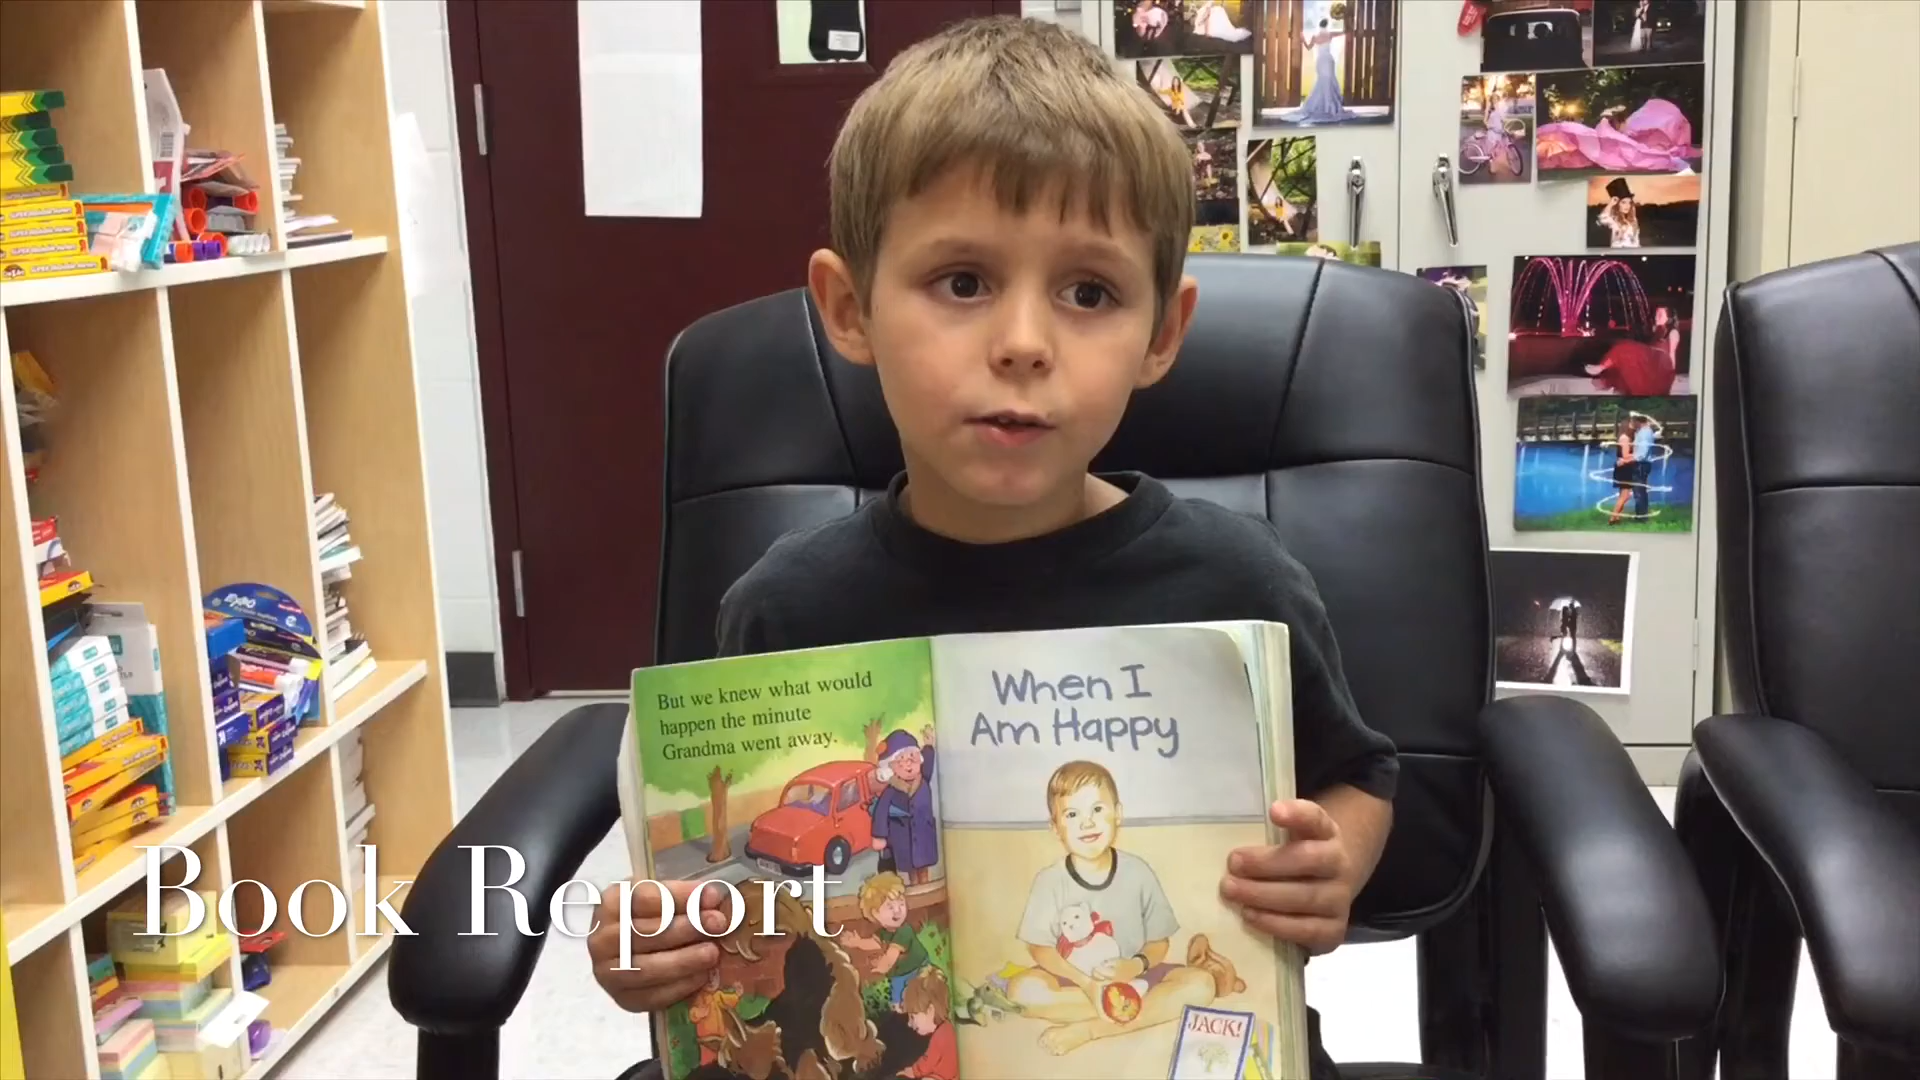 But we knew what would
happen the minute
Grandma went away.
When I
Am Happy
JACK!
Book Report